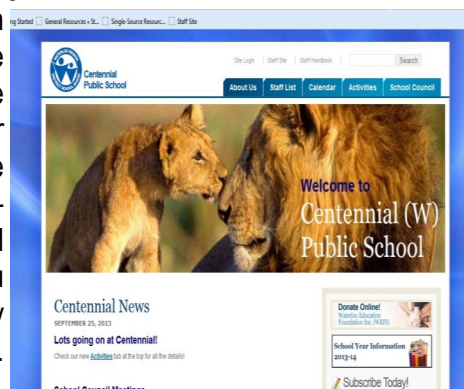 ng Started General Resources « St... Single-Source Resourc... Staff Site
Site Login Staff Site Staff Handbook Search
Centennial
Public School
About Us Staff List Calendar Activities School Council
Welcome to
Centennial (W)
Public School
Centennial News
SEPTEMBER 25, 2013
Lots going on at Centennial!
Check our new Activities tab at the top for all the details!
Donate Online!
Waterloo Education
Foundation Inc. (WEFI)
School Year Information
2013-14
Subscribe Today!
School Council Meetings